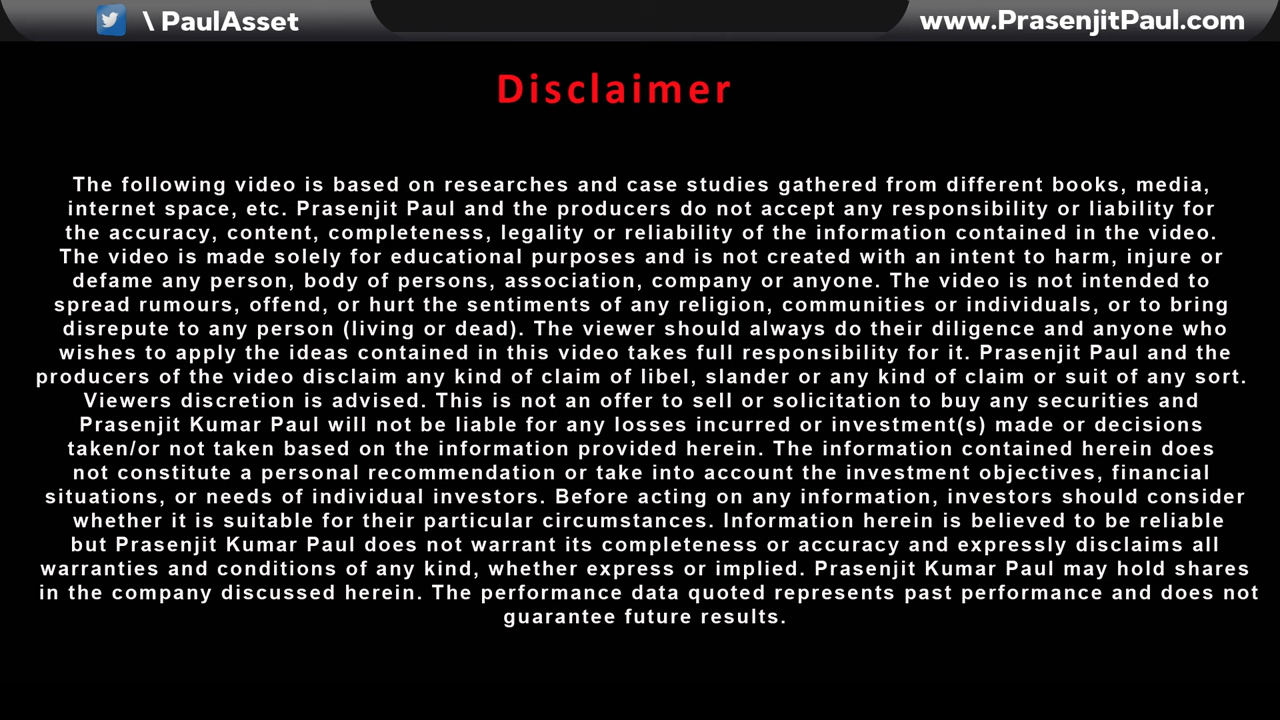 \ PaulAsset
www.PrasenjitPaul.com
Disclaimer
The following video is based on researches and case studies gathered from different books, media,
internet space, etc. Prasenjit Paul and the producers do not accept any responsibility or liability for
the accuracy, content, completeness, legality or reliability of the information contained in the video.
The video is made solely for educational purposes and is not created with an intent to harm, injure or
defame any person, body of persons, association, company or anyone. The video is not intended to
spread rumours, offend, or hurt the sentiments of any religion, communities or individuals, or to bring
disrepute to any person (living or dead). The viewer should always do their diligence and anyone who
wishes to apply the ideas contained in this video takes full responsibility for it. Prasenjit Paul and the
producers of the video disclaim any kind of claim of libel, slander or any kind of claim or suit of any sort.
Viewers discretion is advised. This is not an offer to sell or solicitation to buy any securities and
Prasenjit Kumar Paul will not be liable for any losses incurred or investment(s) made or decisions
taken/or not taken based on the information provided herein. The information contained herein does
not constitute a personal recommendation or take into account the investment objectives, financial
situations, or needs of individual investors. Before acting on any information, investors should consider
whether it is suitable for their particular circumstances. Information herein is believed to be reliable
but Prasenjit Kumar Paul does not warrant its completeness or accuracy and expressly disclaims all
warranties and conditions of any kind, whether express or implied. Prasenjit Kumar Paul may hold shares
in the company discussed herein. The performance data quoted represents past performance and does not
guarantee future results.